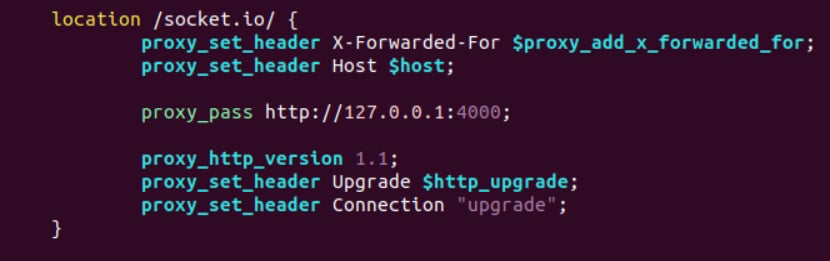 location /socket.io/ {
proxy_set_header X-Forwarded-For $proxy_add_x_forwarded_for;
proxy_set_header Host $host;
proxy_pass http://127.0.0.1:4000;
proxy_http_version 1.1;
proxy_set_header Upgrade $http_upgrade;
proxy_set_header Connection "upgrade";
}